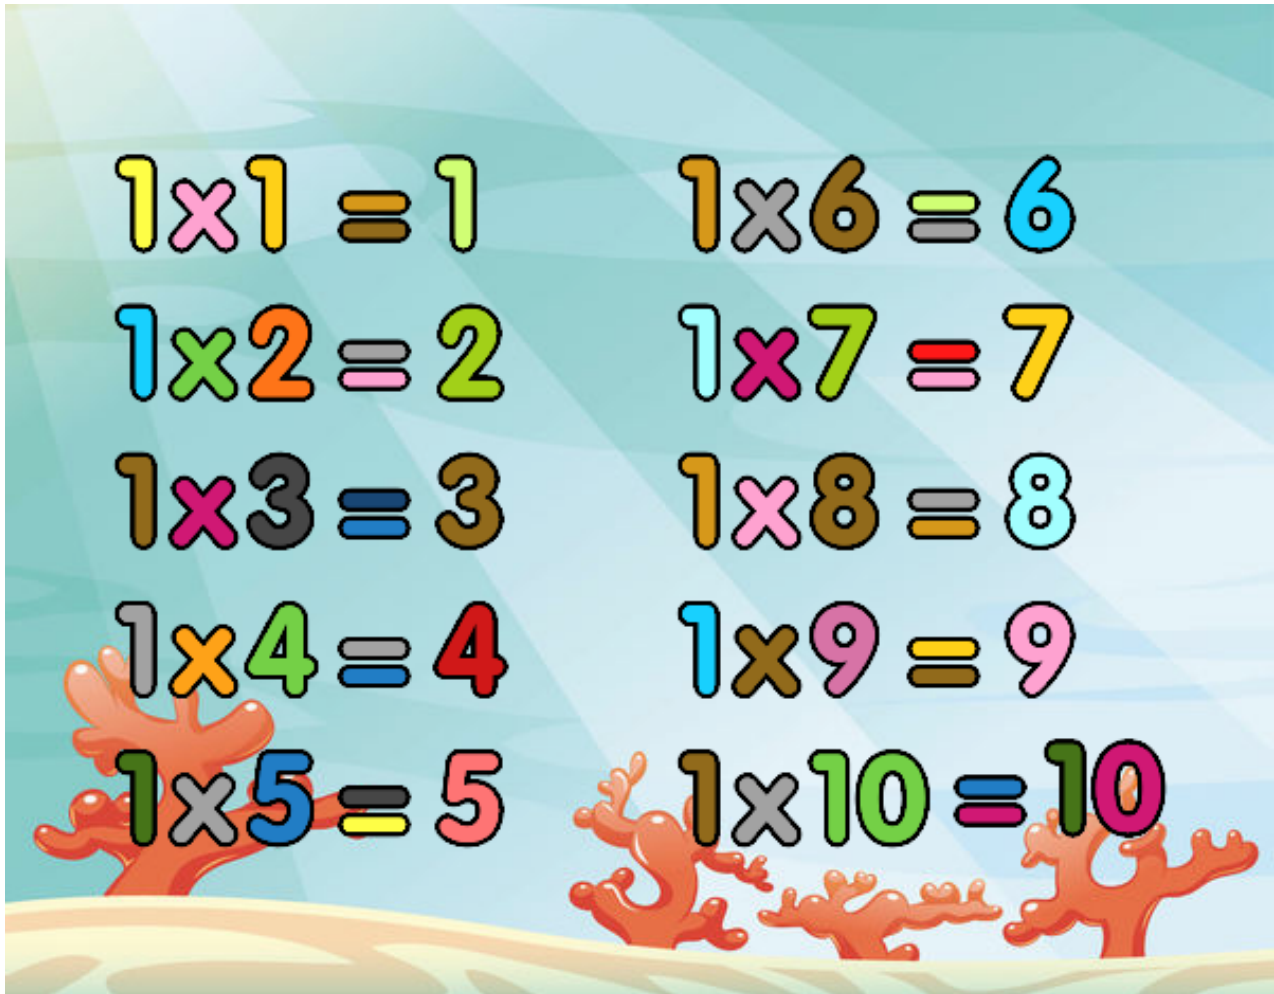 1x1 = 1
1x2 = 2
1x3 = 3
1x4 = 4
1x5 = 5
1x6 = 6
1x7 = 7
1x8 = 8
1x9 = 9
1x10 = 10